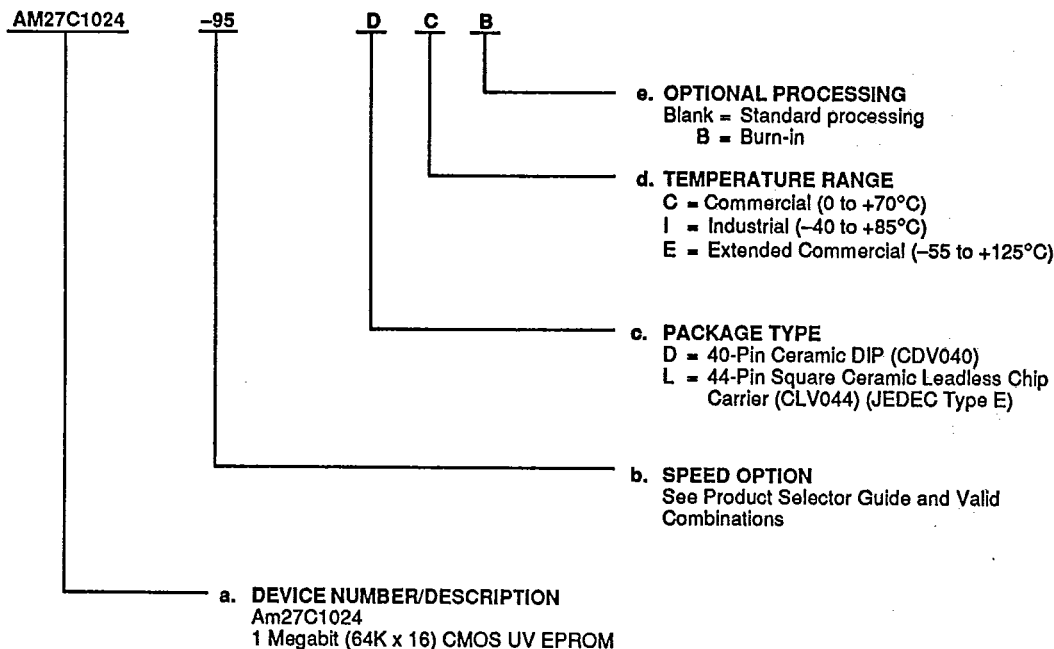 AM27C1024 –95 D C B
e. OPTIONAL PROCESSING
Blank = Standard processing
B = Burn-in
d. TEMPERATURE RANGE
C = Commercial (0 to +70°C)
I = Industrial (–40 to +85°C)
E = Extended Commercial (–55 to +125°C)
c. PACKAGE TYPE
D = 40-Pin Ceramic DIP (CDV040)
L = 44-Pin Square Ceramic Leadless Chip
Carrier (CLV044) (JEDEC Type E)
b. SPEED OPTION
See Product Selector Guide and Valid
Combinations
a. DEVICE NUMBER/DESCRIPTION
Am27C1024
1 Megabit (64K x 16) CMOS UV EPROM